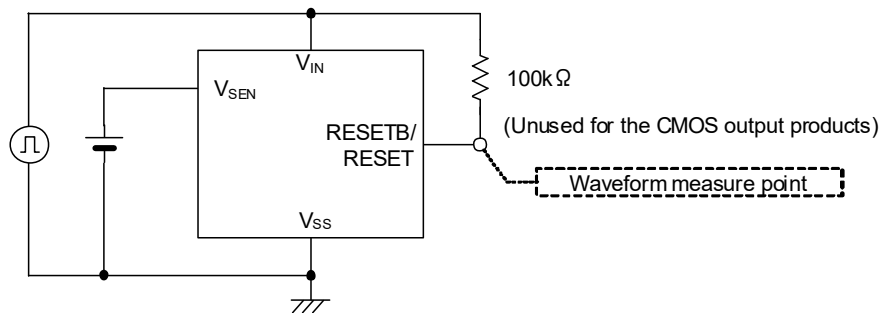 V_IN
V_SEN
100kΩ
(Unused for the CMOS output products)
RESETB/
RESET
Waveform measure point
V_SS